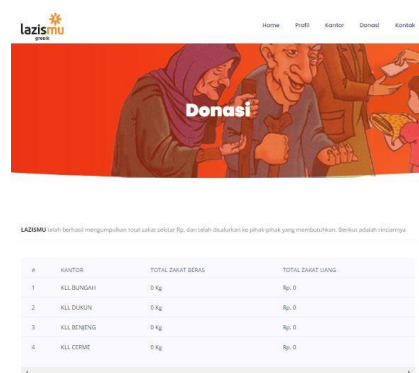 lazismu
gresik
Home Profil Kantor Donasi Kontak
Donasi
LAZISMU telah berhasil mengumpulkan total zakat sekitar Rp. dan telah disalurkan ke pihak pihak yang membutuhkan. Berikut adalah rinciannya
# KANTOR TOTAL ZAKAT BERAS TOTAL ZAKAT UANG
1 KLL BUNGAH 0 Kg Rp. 0
2 KLL DUKUN 0 Kg Rp. 0
3 KLL BENJENG 0 Kg Rp. 0
4 KLL CERME 0 Kg Rp. 0